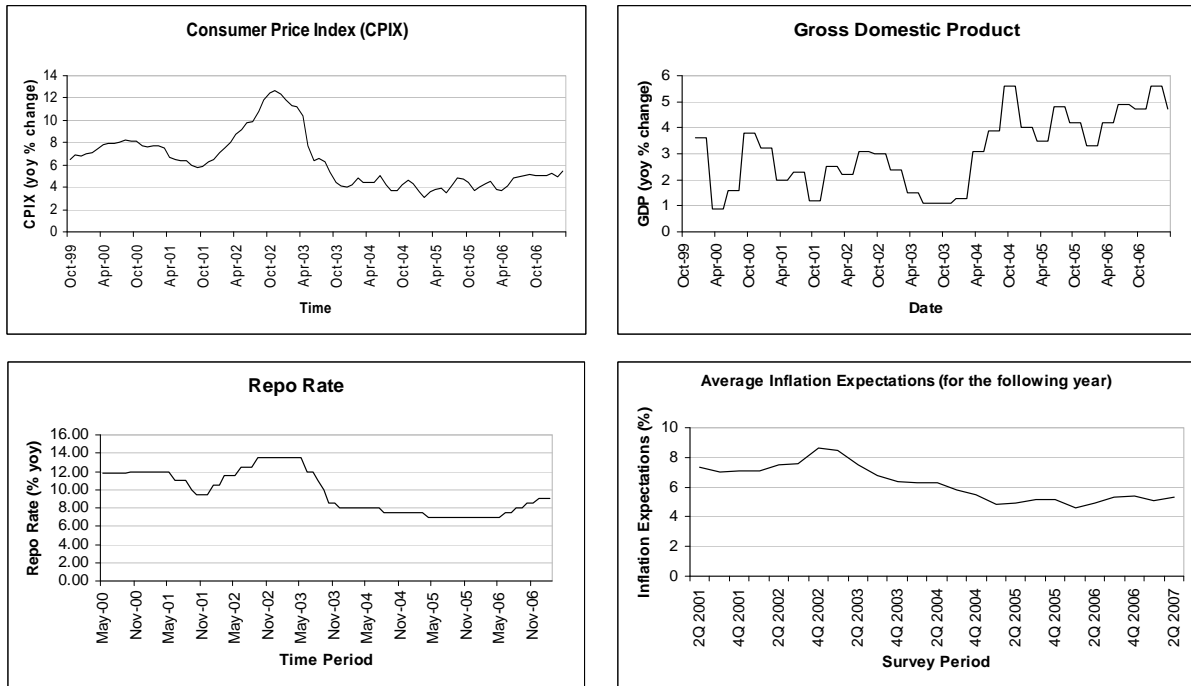 Consumer Price Index (CPIX)
CPIX (yoy % change)
14
12
10
8
6
4
2
0
Oct-99
Apr-00
Oct-00
Apr-01
Oct-01
Apr-02
Oct-02
Apr-03
Oct-03
Apr-04
Oct-04
Apr-05
Oct-05
Apr-06
Oct-06
Time
Gross Domestic Product
GDP (yoy % change)
6
5
4
3
2
1
0
Oct-99
Apr-00
Oct-00
Apr-01
Oct-01
Apr-02
Oct-02
Apr-03
Oct-03
Apr-04
Oct-04
Apr-05
Oct-05
Apr-06
Oct-06
Date
Repo Rate
Repo Rate (% yoy)
16.00
14.00
12.00
10.00
8.00
6.00
4.00
2.00
0.00
May-00
Nov-00
May-01
Nov-01
May-02
Nov-02
May-03
Nov-03
May-04
Nov-04
May-05
Nov-05
May-06
Nov-06
Time Period
Average Inflation Expectations (for the following year)
Inflation Expectations (%)
10
8
6
4
2
0
2Q 2001
4Q 2001
2Q 2002
4Q 2002
2Q 2003
4Q 2003
2Q 2004
4Q 2004
2Q 2005
4Q 2005
2Q 2006
4Q 2006
2Q 2007
Survey Period